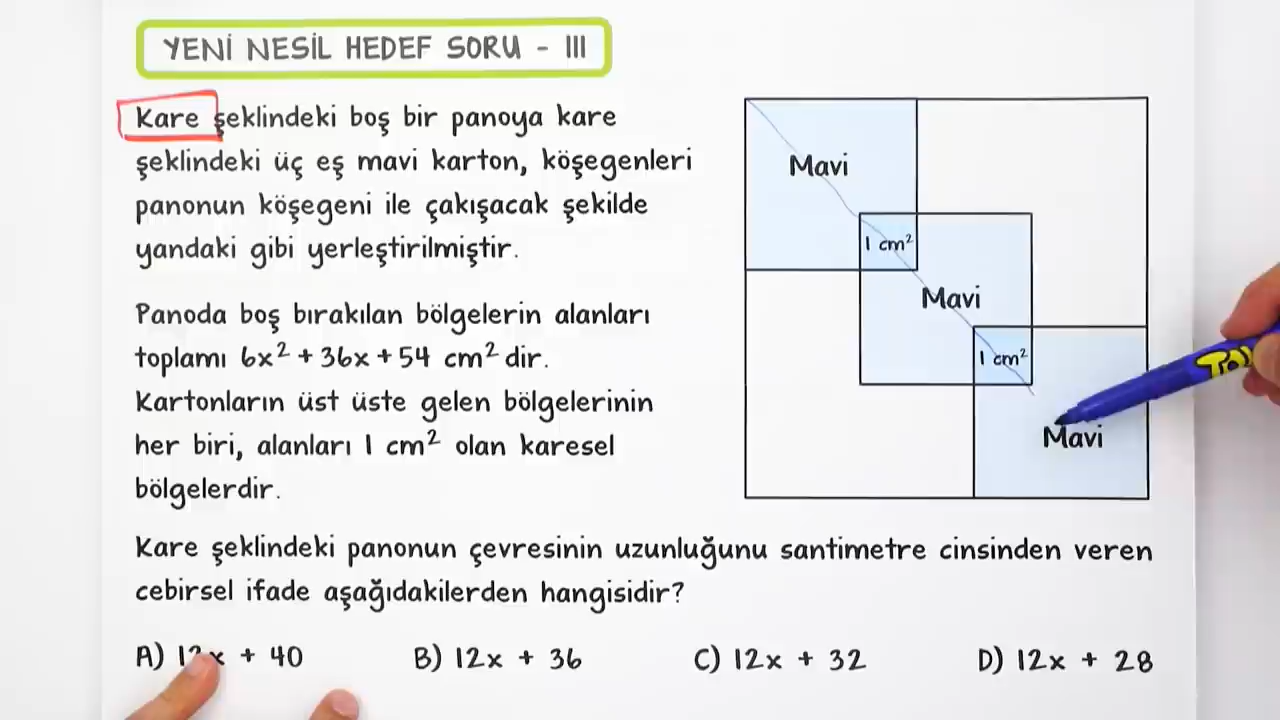 YENİ NESİL HEDEF SORU - III
Kare şeklindeki boş bir panoya kare
şeklindeki üç eş mavi karton, köşegenleri
panonun köşegeni ile çakışacak şekilde
yandaki gibi yerleştirilmiştir.
Panoda boş bırakılan bölgelerin alanları
toplamı 6x² + 36x + 54 cm² dir.
Kartonların üst üste gelen bölgelerinin
her biri, alanları 1 cm² olan karesel
bölgelerdir.
Mavi
1 cm²
Mavi
1 cm²
Mavi
Kare şeklindeki panonun çevresinin uzunluğunu santimetre cinsinden veren
cebirsel ifade aşağıdakilerden hangisidir?
A) 12x + 40
B) 12x + 36
C) 12x + 32
D) 12x + 28